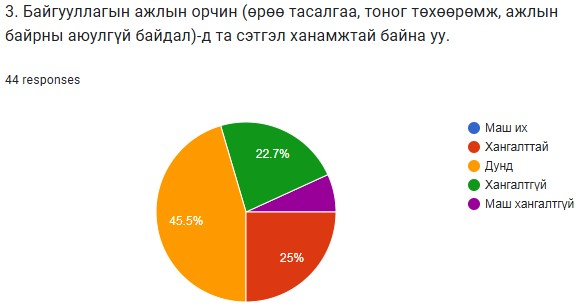 3. Байгууллагын ажлын орчин (өрөө тасалгаа, тоног төхөөрөмж, ажлын
байрны аюулгүй байдал)-д та сэтгэл ханамжтай байна уу.
44 responses
Маш их
Хангалттай
Дунд
Хангалтгүй
Маш хангалтгүй
22.7%
45.5%
25%